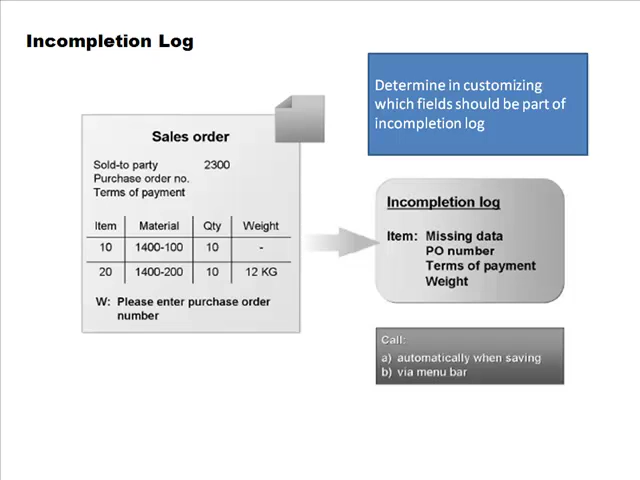 Incompletion Log
Determine in customizing
which fields should be part of
incompletion log
Sales order
Sold-to party 2300
Purchase order no.
Terms of payment
Item Material Qty Weight
10 1400-100 10 -
20 1400-200 10 12 KG
W: Please enter purchase order
number
Incompletion log
Item: Missing data
PO number
Terms of payment
Weight
Call:
a) automatically when saving
b) via menu bar